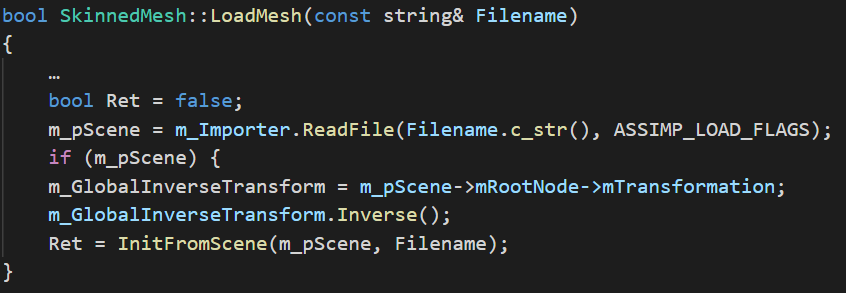 bool SkinnedMesh::LoadMesh(const string& Filename)
{
…
bool Ret = false;
m_pScene = m_Importer.ReadFile(Filename.c_str(), ASSIMP_LOAD_FLAGS);
if (m_pScene) {
m_GlobalInverseTransform = m_pScene->mRootNode->mTransformation;
m_GlobalInverseTransform.Inverse();
Ret = InitFromScene(m_pScene, Filename);
}